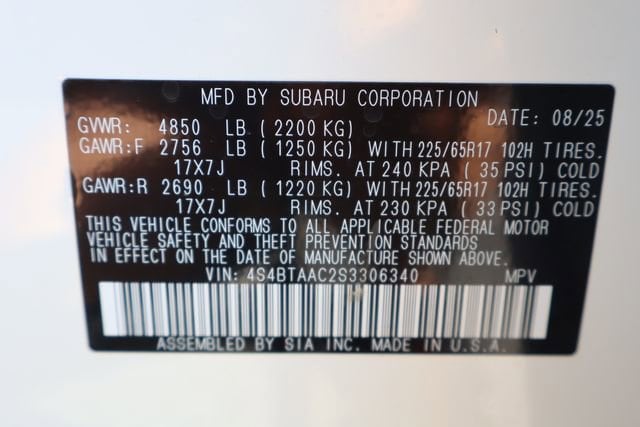 MFD BY SUBARU CORPORATION
DATE: 08/25
GVWR: 4850 LB ( 2200 KG)
GAWR:F 2756 LB ( 1250 KG) WITH 225/65R17 102H TIRES.
17X7J RIMS. AT 240 KPA ( 35 PSI) COLD
GAWR:R 2690 LB ( 1220 KG) WITH 225/65R17 102H TIRES.
17X7J RIMS. AT 230 KPA ( 33 PSI) COLD
THIS VEHICLE CONFORMS TO ALL APPLICABLE FEDERAL MOTOR
VEHICLE SAFETY AND THEFT PREVENTION STANDARDS
IN EFFECT ON THE DATE OF MANUFACTURE SHOWN ABOVE.
VIN: 4S4BTAAC2S3306340 MPV
ASSEMBLED BY SIA INC. MADE IN U.S.A.